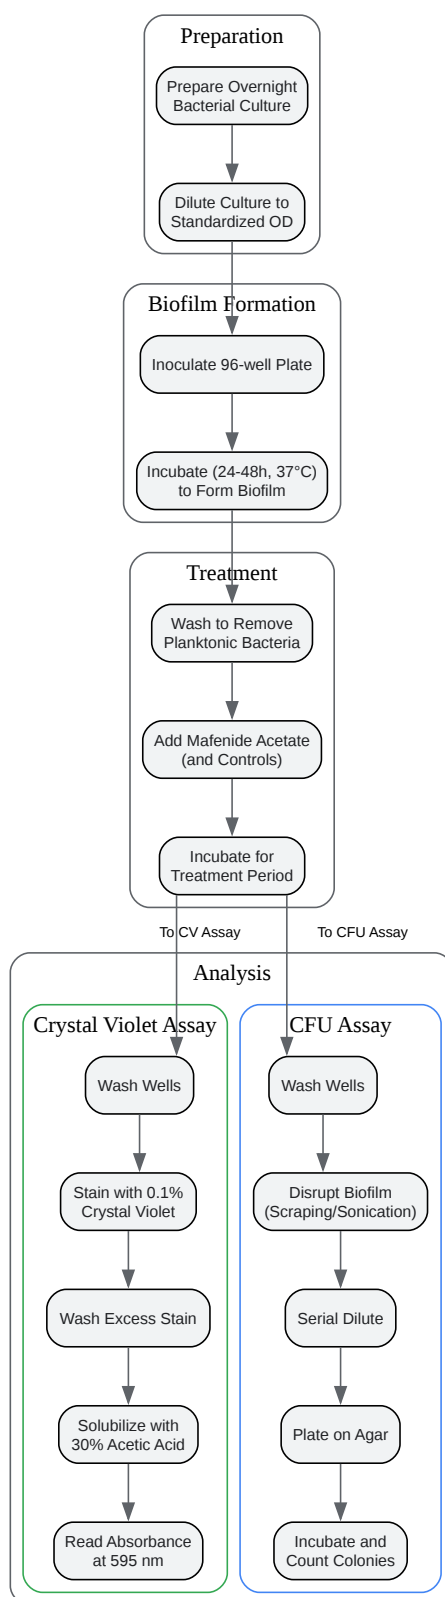 Preparation
Prepare Overnight
Bacterial Culture
Dilute Culture to
Standardized OD
Biofilm Formation
Inoculate 96-well Plate
Incubate (24-48h, 37°C)
to Form Biofilm
Treatment
Wash to Remove
Planktonic Bacteria
Add Mafenide Acetate
(and Controls)
Incubate for
Treatment Period
To CV Assay
To CFU Assay
Analysis
Crystal Violet Assay
Wash Wells
Stain with 0.1%
Crystal Violet
Wash Excess Stain
Solubilize with
30% Acetic Acid
Read Absorbance
at 595 nm
CFU Assay
Wash Wells
Disrupt Biofilm
(Scraping/Sonication)
Serial Dilute
Plate on Agar
Incubate and
Count Colonies